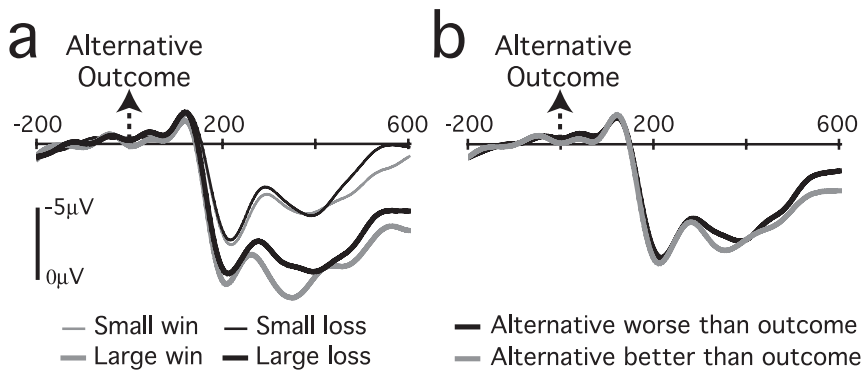 a
Alternative
Outcome
-200 200 600
-5µV
0µV
Small win Small loss
Large win Large loss
b
Alternative
Outcome
-200 200 600
Alternative worse than outcome
Alternative better than outcome